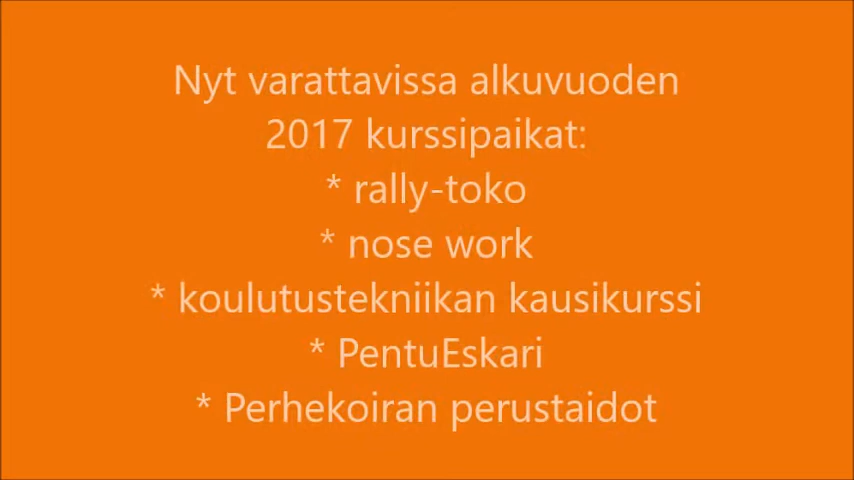 Nyt varattavissa alkuvuoden
2017 kurssipaikat:
* rally-toko
* nose work
* koulutustekniikan kausikurssi
* PentuEskari
* Perhekoiran perustaidot